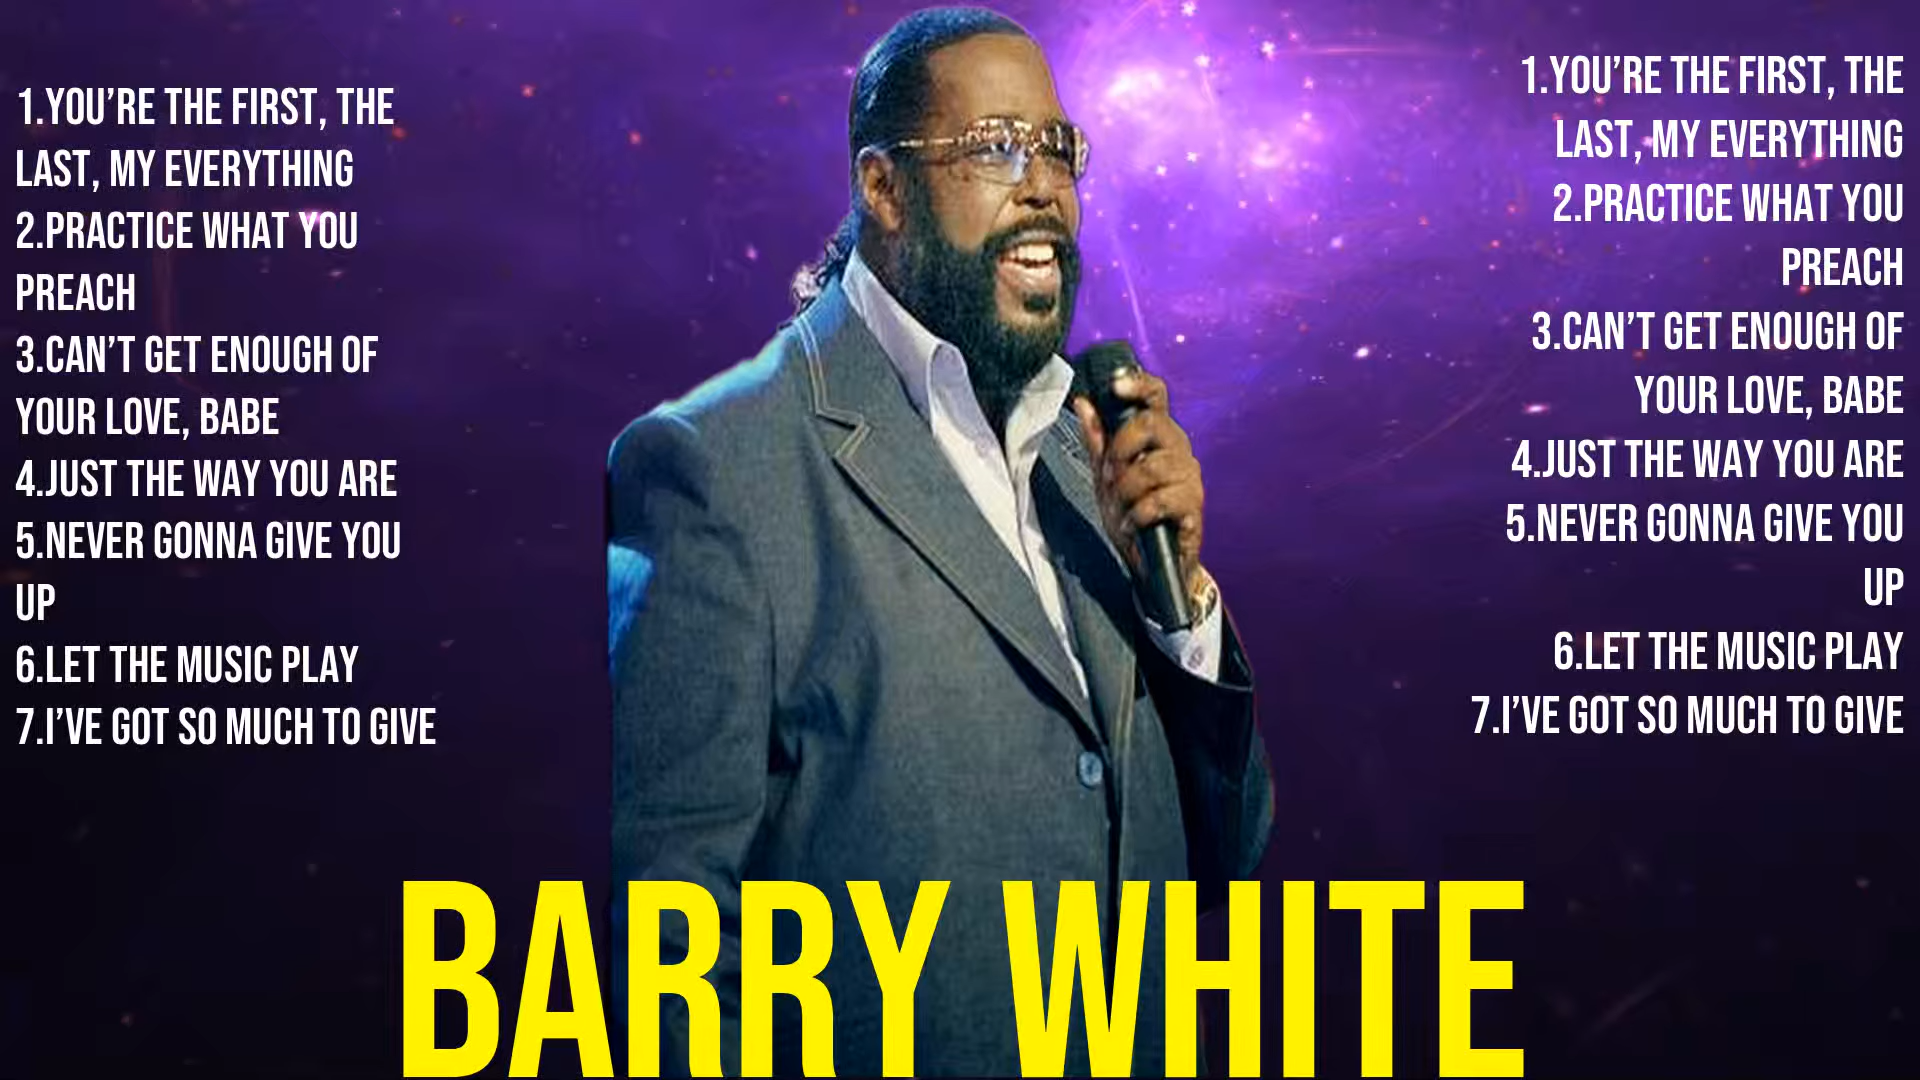 1.YOU’RE THE FIRST, THE
LAST, MY EVERYTHING
2.PRACTICE WHAT YOU
PREACH
3.CAN’T GET ENOUGH OF
YOUR LOVE, BABE
4.JUST THE WAY YOU ARE
5.NEVER GONNA GIVE YOU
UP
6.LET THE MUSIC PLAY
7.I’VE GOT SO MUCH TO GIVE
1.YOU’RE THE FIRST, THE
LAST, MY EVERYTHING
2.PRACTICE WHAT YOU
PREACH
3.CAN’T GET ENOUGH OF
YOUR LOVE, BABE
4.JUST THE WAY YOU ARE
5.NEVER GONNA GIVE YOU
UP
6.LET THE MUSIC PLAY
7.I’VE GOT SO MUCH TO GIVE
BARRY WHITE